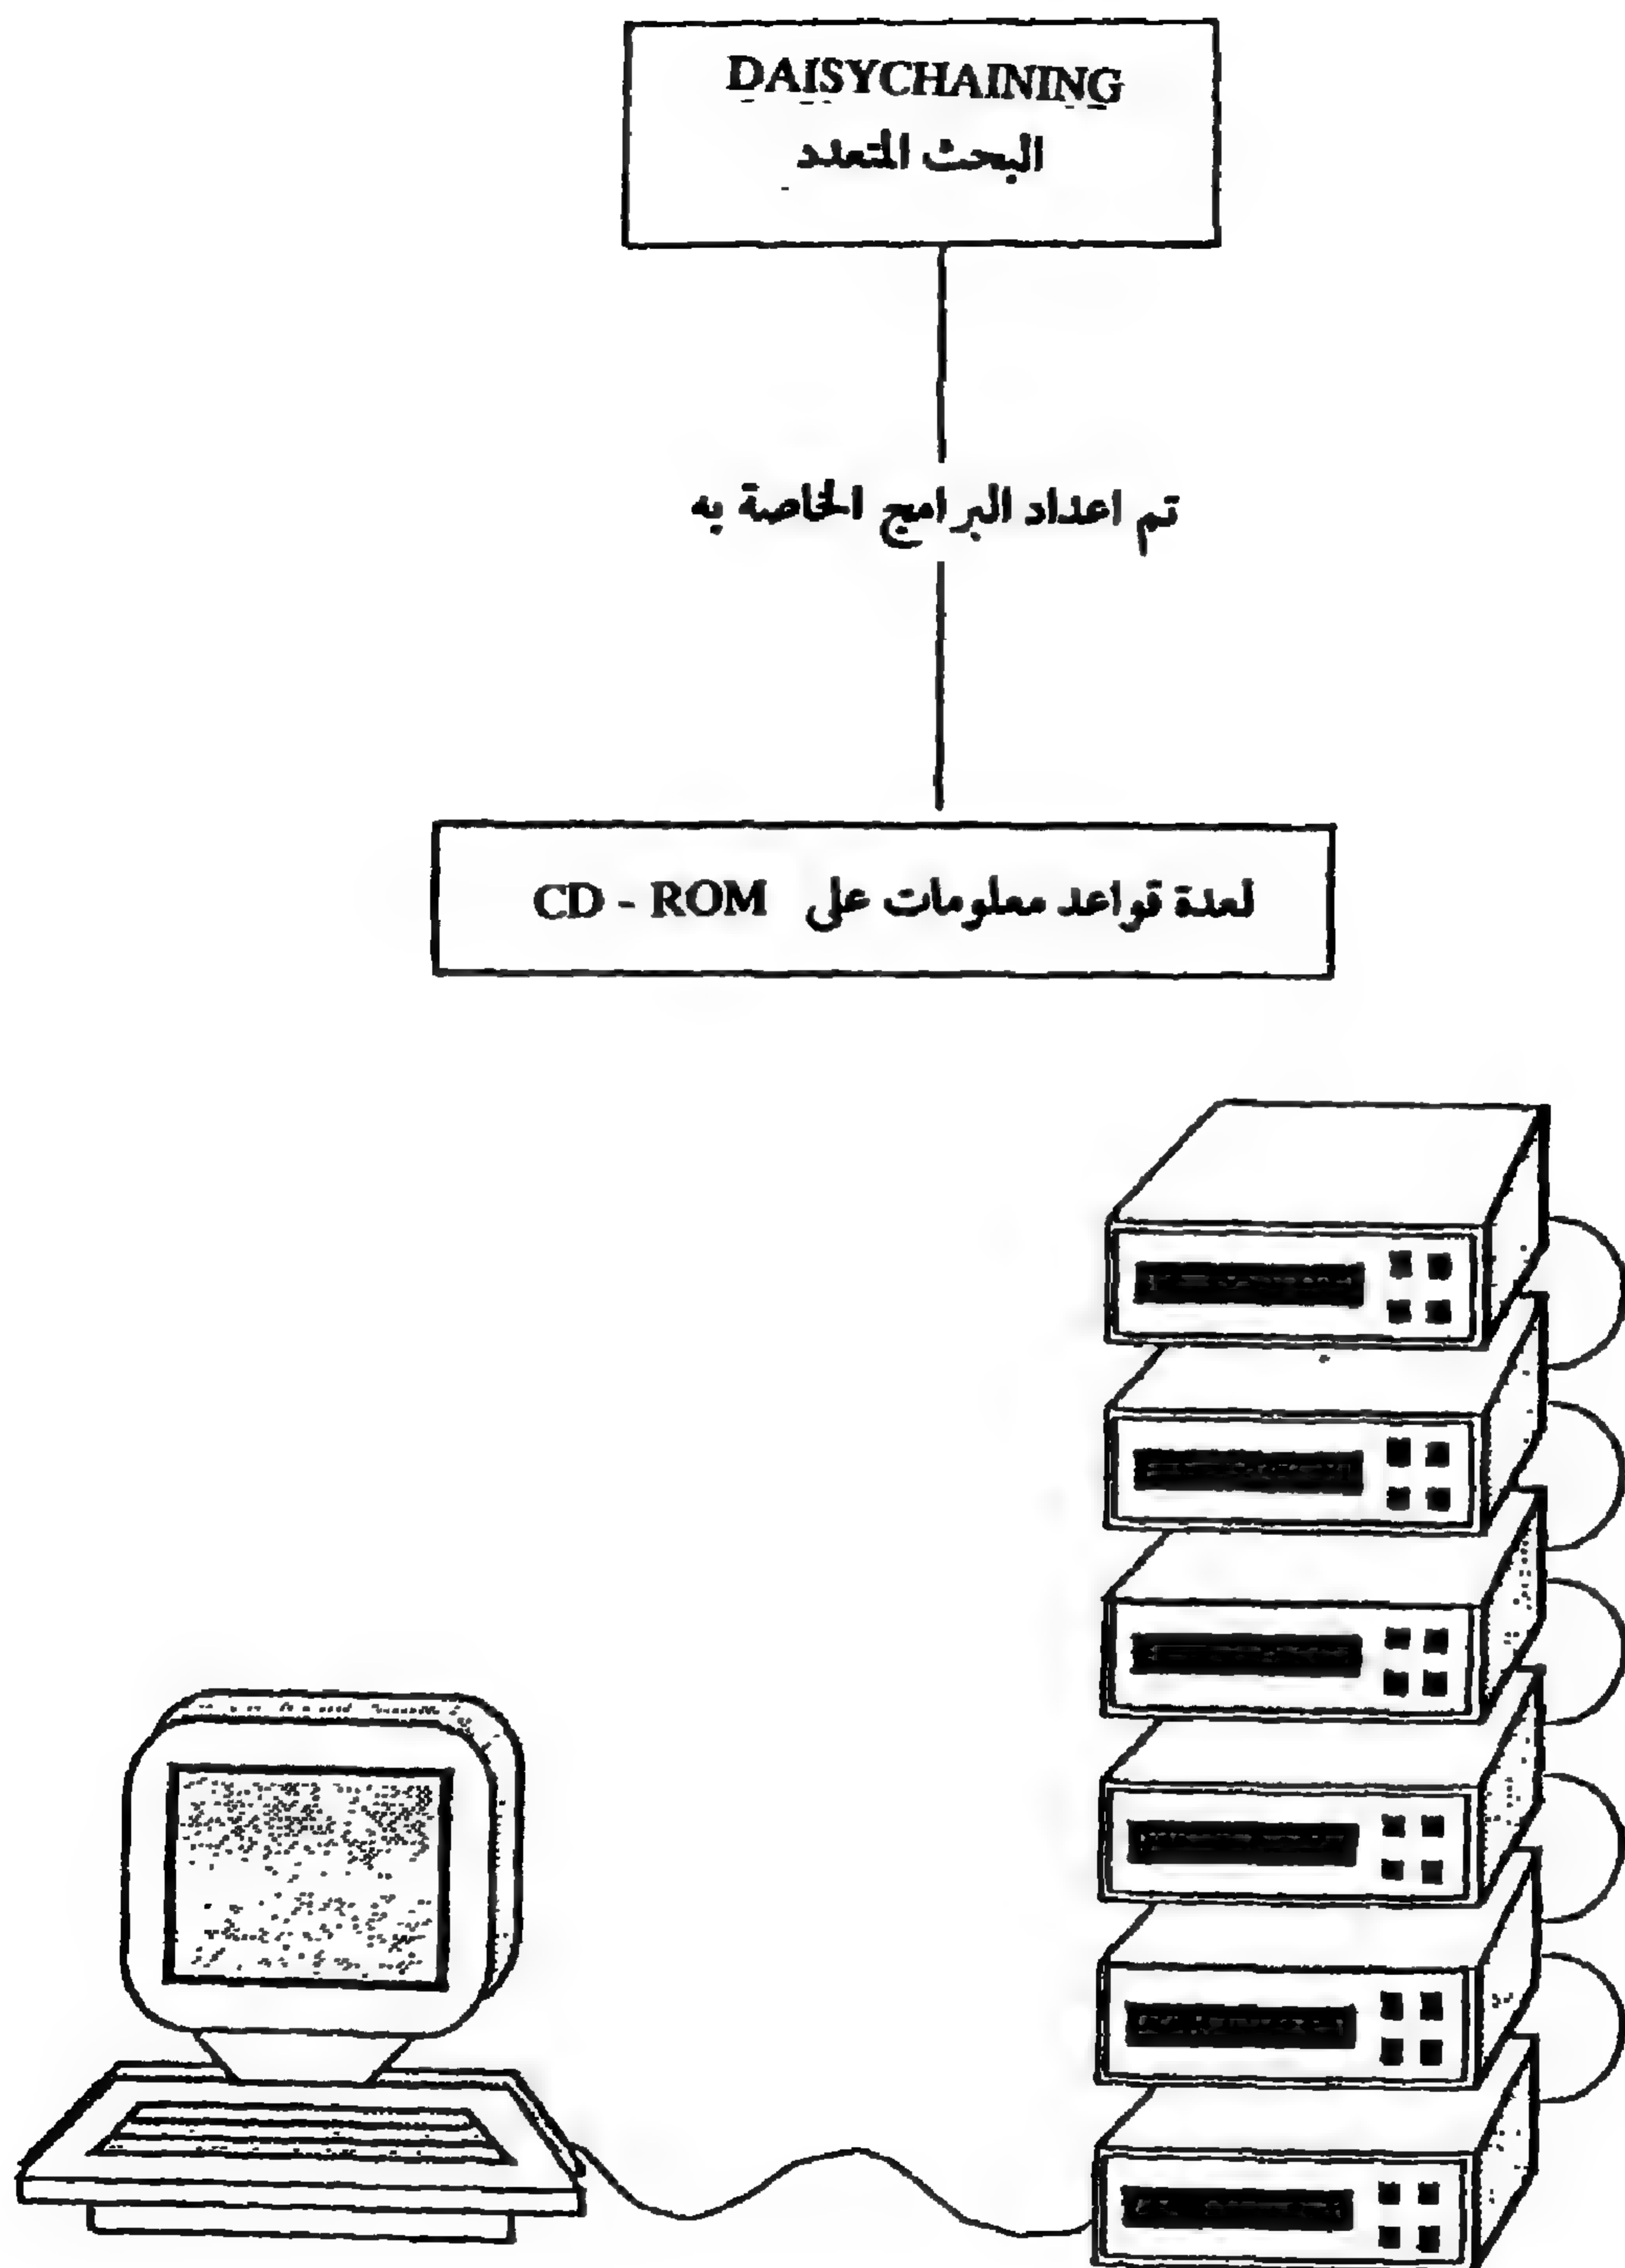 DAISYCHAINING
البحث المتعدد
تم اعداد البرامج الخاصة به
لعدة قواعد معلومات على CD - ROM